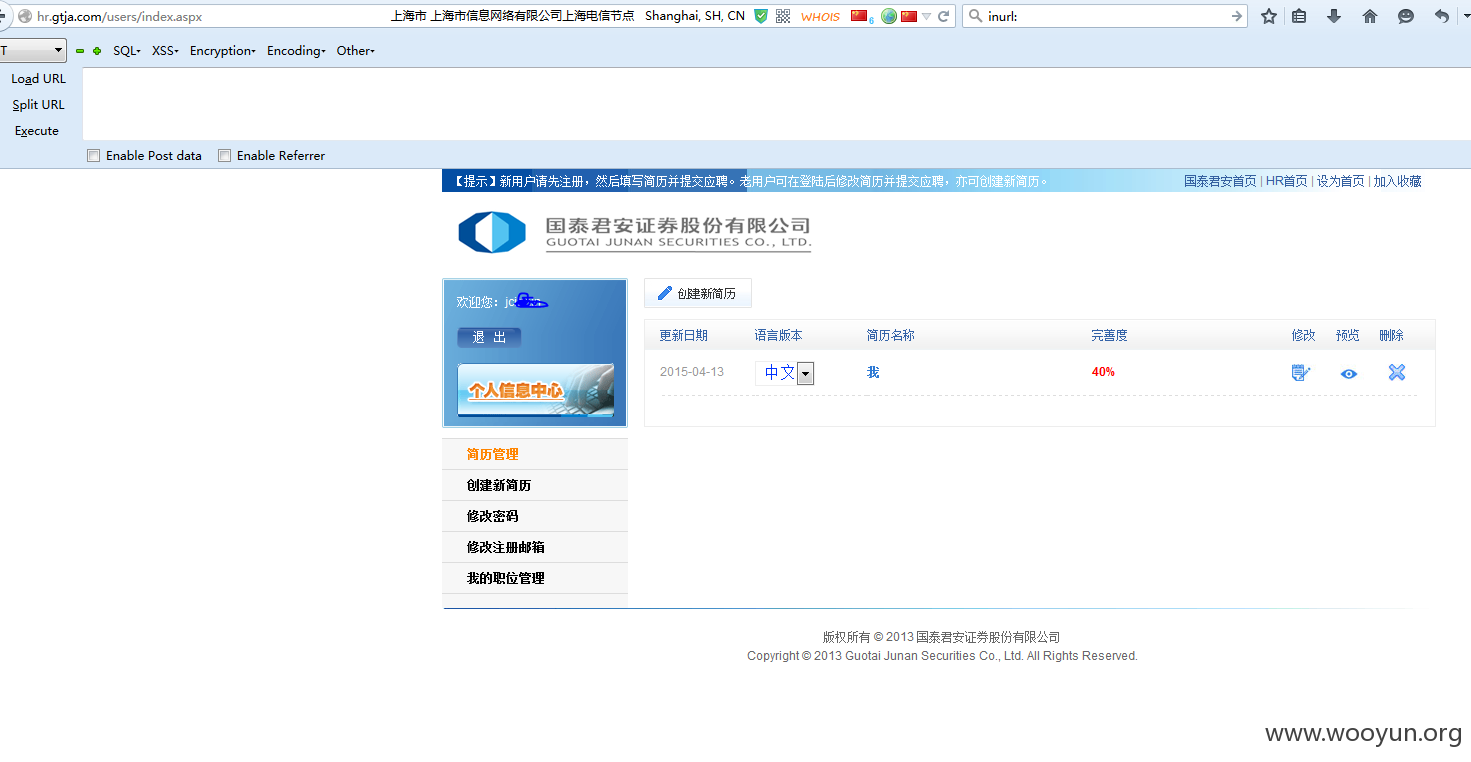 hr.gtja.com/users/index.aspx 上海市 上海市信息网络有限公司上海电信节点 Shanghai, SH, CN WHOIS 6 inurl:
T SQL XSS Encryption Encoding Other
Load URL
Split URL
Execute
Enable Post data Enable Referrer
【提示】新用户请先注册，然后填写简历并提交应聘。老用户可在登陆后修改简历并提交应聘，亦可创建新简历。 国泰君安首页 | HR首页 | 设为首页 | 加入收藏
国泰君安证券股份有限公司
GUOTAI JUNAN SECURITIES CO., LTD.
欢迎您：
退 出
个人信息中心
创建新简历
更新日期 语言版本 简历名称 完善度 修改 预览 删除
2015-04-13 中文 我 40%
简历管理
创建新简历
修改密码
修改注册邮箱
我的职位管理
版权所有 © 2013 国泰君安证券股份有限公司
Copyright © 2013 Guotai Junan Securities Co., Ltd. All Rights Reserved.
www.wooyun.org